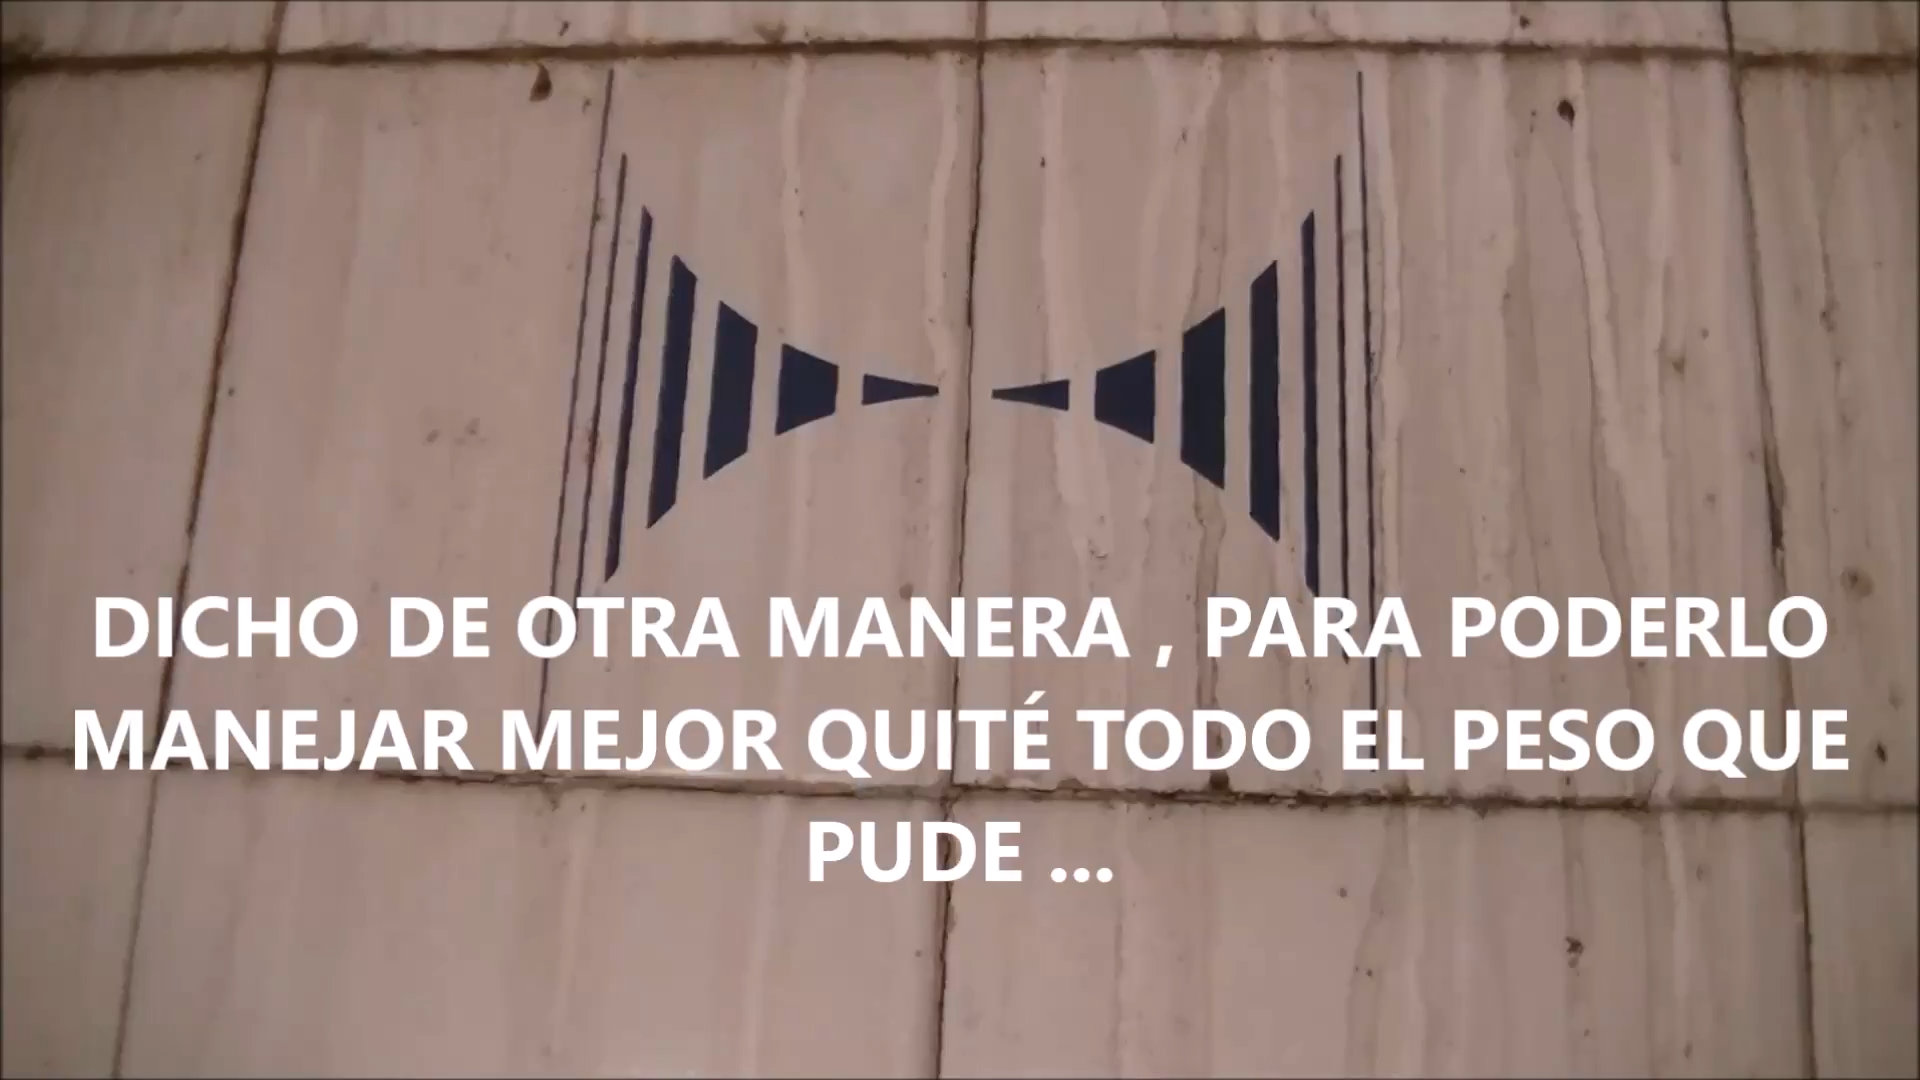 DICHO DE OTRA MANERA , PARA PODERLO
MANEJAR MEJOR QUITÉ TODO EL PESO QUE
PUDE ...